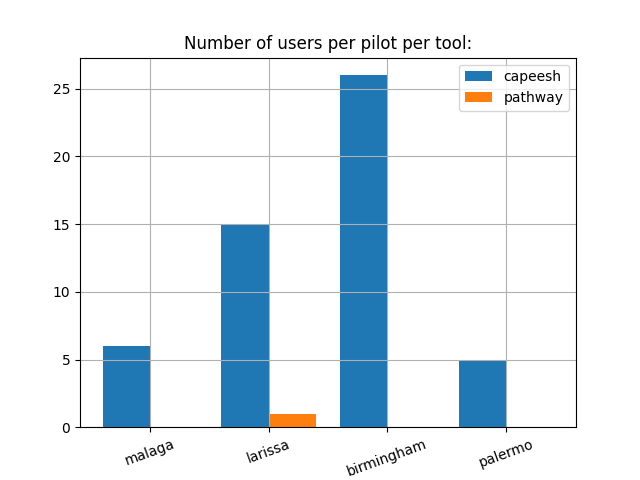 Number of users per pilot per tool:
capeesh
pathway
25
20
15
10
5
0
malaga
larissa
birmingham
palermo